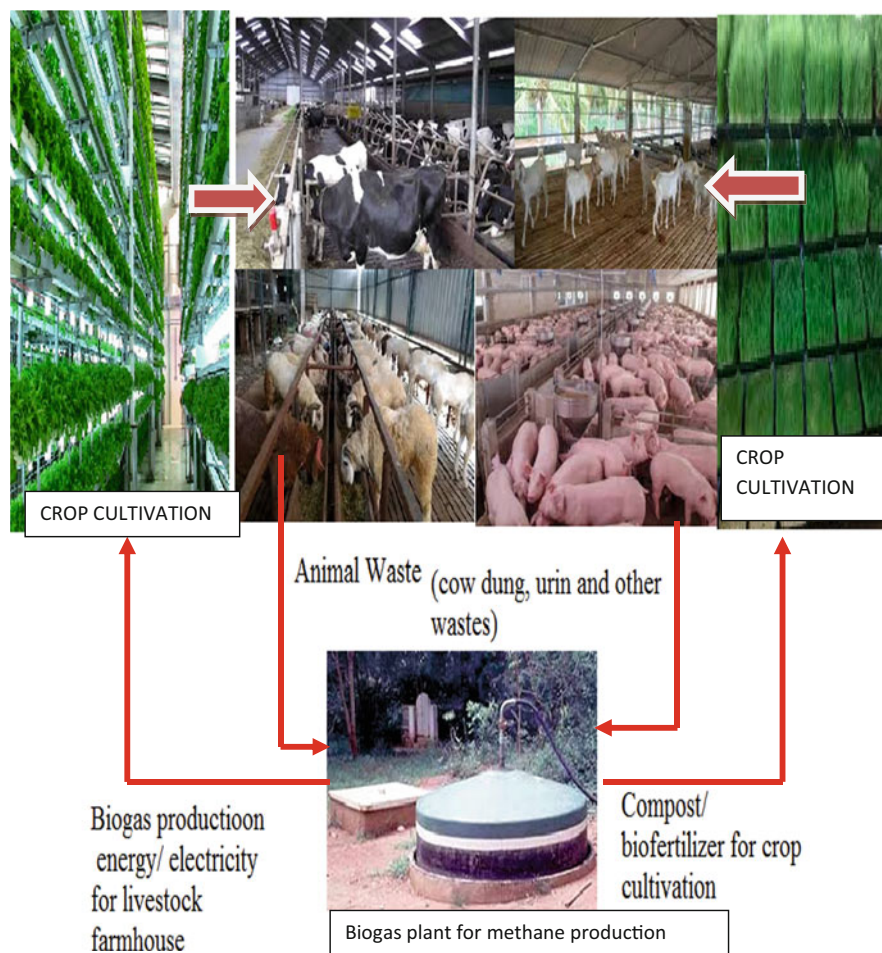 CROP CULTIVATION
CROP
CULTIVATION
Animal Waste
(cow dung, urin and other
wastes)
Biogas productioon
energy/ electricity
for livestock
farmhouse
Compost/
biofertilizer for crop
cultivation
Biogas plant for methane production